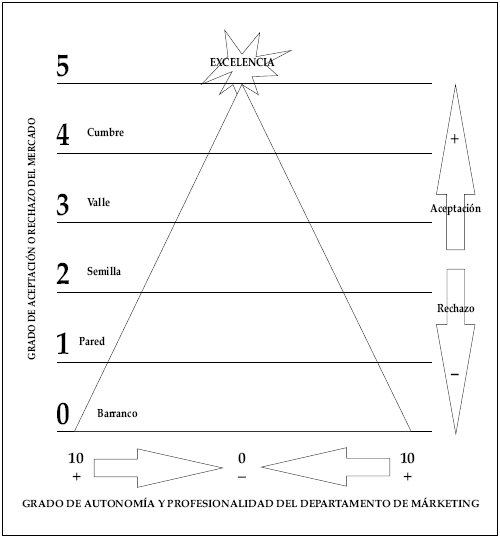 EXCELENCIA
5
4 Cumbre
+
3 Valle
Aceptación
2 Semilla
Rechazo
1 Pared
–
0 Barranco
GRADO DE ACEPTACIÓN O RECHAZO DEL MERCADO
10 0 10
+ – +
GRADO DE AUTONOMÍA Y PROFESIONALIDAD DEL DEPARTAMENTO DE MÁRKETING